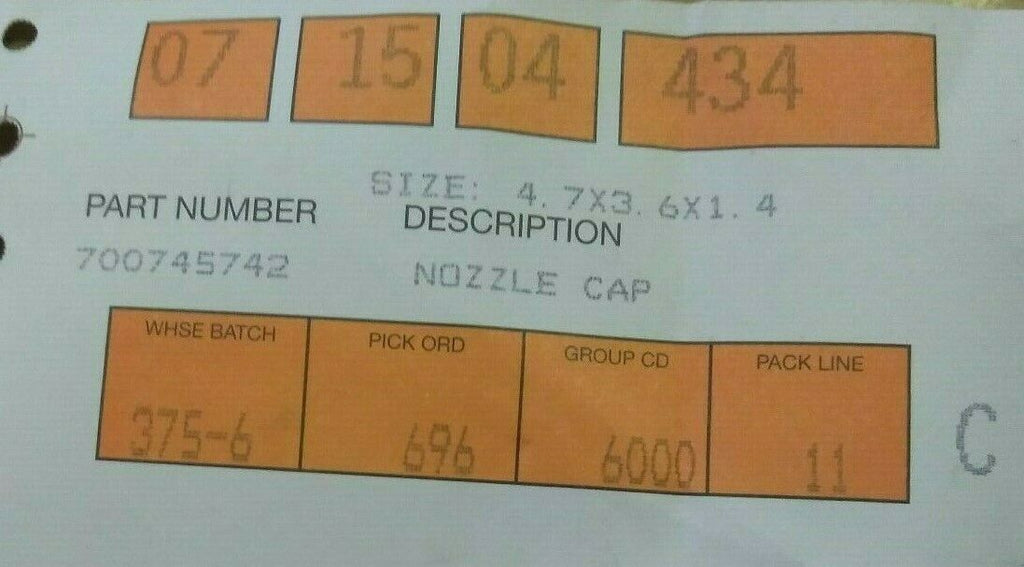 07 15 04 434
SIZE: 4.7X3.6X1.4
PART NUMBER DESCRIPTION
700745742 NOZZLE CAP
WHSE BATCH PICK ORD GROUP CD PACK LINE
375-6 696 6000 11 C